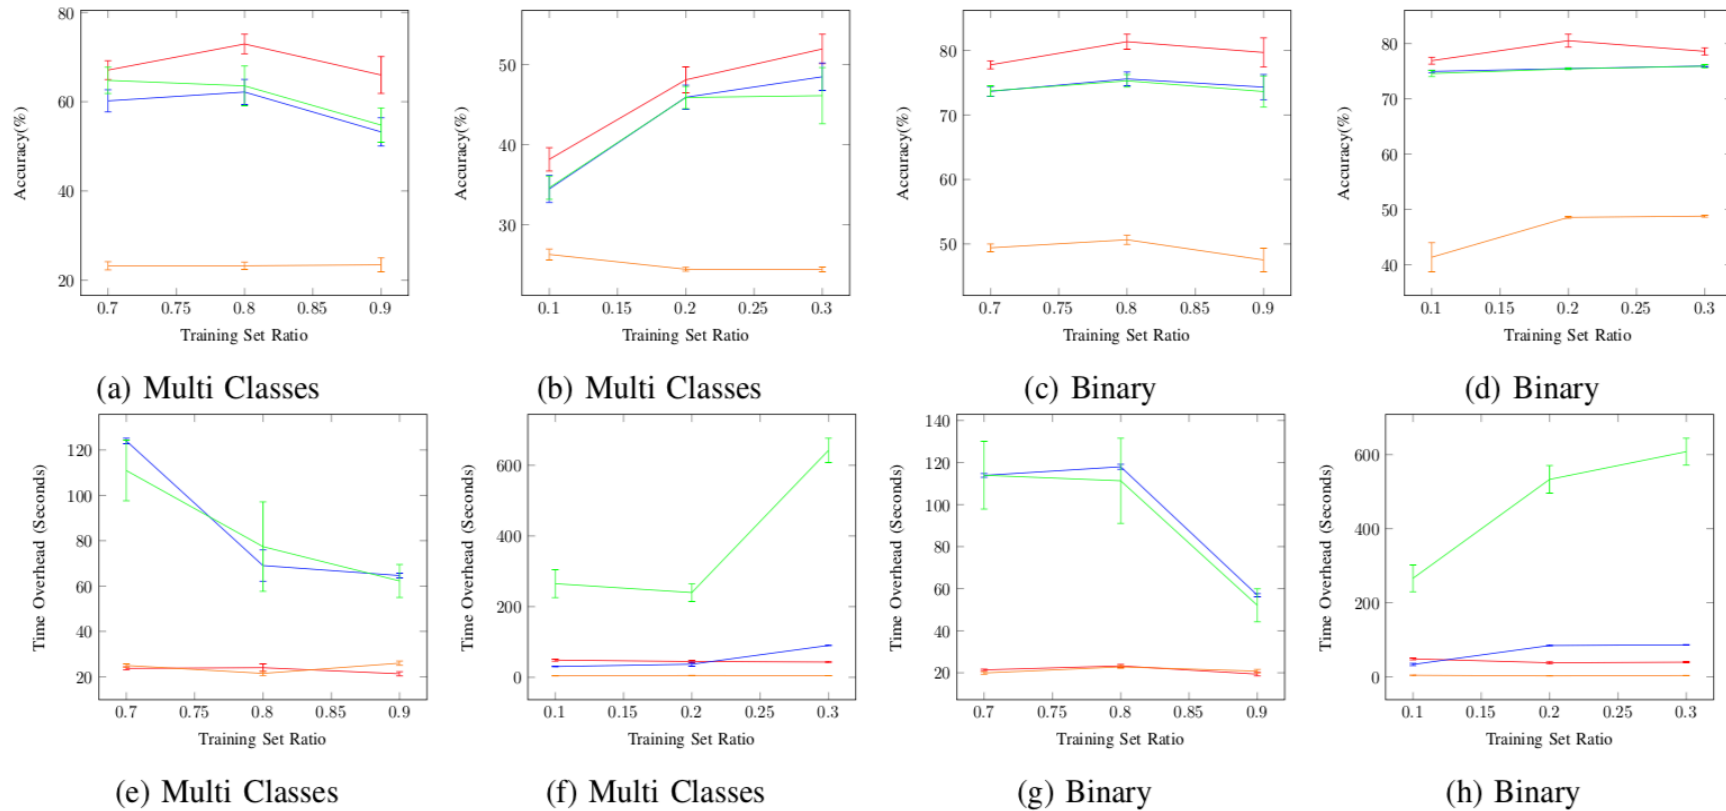 80
60
40
20
Accuracy(%)
0.7 0.75 0.8 0.85 0.9
Training Set Ratio
(a) Multi Classes
50
40
30
Accuracy(%)
0.1 0.15 0.2 0.25 0.3
Training Set Ratio
(b) Multi Classes
80
70
60
50
Accuracy(%)
0.7 0.75 0.8 0.85 0.9
Training Set Ratio
(c) Binary
80
70
60
50
40
Accuracy(%)
0.1 0.15 0.2 0.25 0.3
Training Set Ratio
(d) Binary
120
100
80
60
40
20
Time Overhead (Seconds)
0.7 0.75 0.8 0.85 0.9
Training Set Ratio
(e) Multi Classes
600
400
200
0
Time Overhead (Seconds)
0.1 0.15 0.2 0.25 0.3
Training Set Ratio
(f) Multi Classes
140
120
100
80
60
40
20
Time Overhead (Seconds)
0.7 0.75 0.8 0.85 0.9
Training Set Ratio
(g) Binary
600
400
200
0
Time Overhead (Seconds)
0.1 0.15 0.2 0.25 0.3
Training Set Ratio
(h) Binary